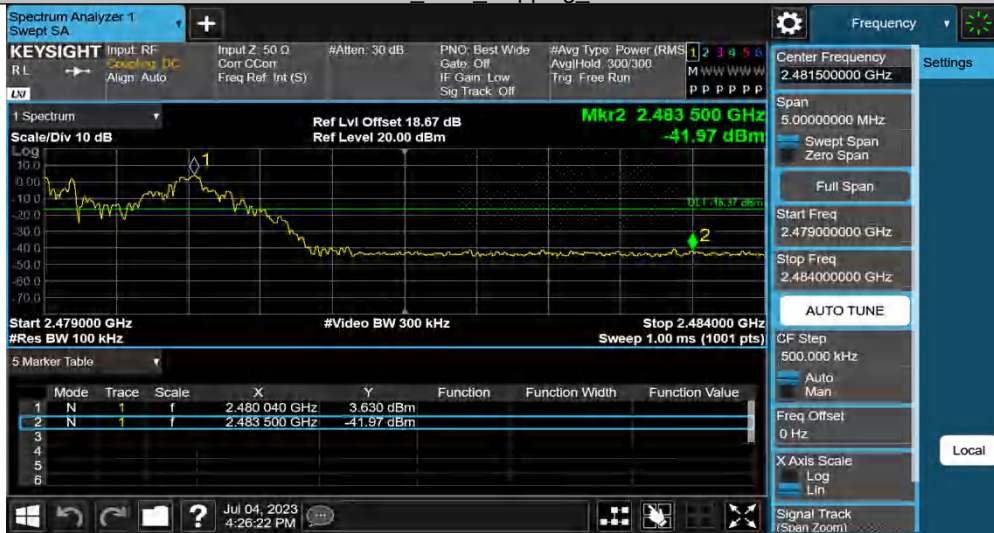 Spectrum Analyzer 1
Swept SA
Frequency
KEYSIGHT Input: RF Input Z: 50 Ω #Atten: 30 dB PNO: Best Wide #Avg Type: Power (RMS 1 2 3 4 5 6
RL Coupling: DC Corr CCorr Gate: Off Avg|Hold: 300/300 M W W W W W
Align: Auto Freq Ref: Int (S) IF Gain: Low Trig: Free Run
LXI Sig Track: Off P P P P P P
1 Spectrum
Scale/Div 10 dB
Ref Lvl Offset 18.67 dB
Ref Level 20.00 dBm
Mkr2 2.483 500 GHz
-41.97 dBm
Log
10.0
0.00
-10.0
-20.0
-30.0
-40.0
-50.0
-60.0
-70.0
1
DL1 -16.37 dBm
2
Start 2.479000 GHz #Video BW 300 kHz Stop 2.484000 GHz
#Res BW 100 kHz Sweep 1.00 ms (1001 pts)
5 Marker Table
Mode Trace Scale X Y Function Function Width Function Value
1 N 1 f 2.480 040 GHz 3.630 dBm
2 N 1 f 2.483 500 GHz -41.97 dBm
3
4
5
6
? Jul 04, 2023
4:26:22 PM
Center Frequency
2.481500000 GHz
Span
5.00000000 MHz
Swept Span
Zero Span
Full Span
Start Freq
2.479000000 GHz
Stop Freq
2.484000000 GHz
AUTO TUNE
CF Step
500.000 kHz
Auto
Man
Freq Offset
0 Hz
X Axis Scale
Log
Lin
Signal Track
(Span Zoom)
Settings
Local